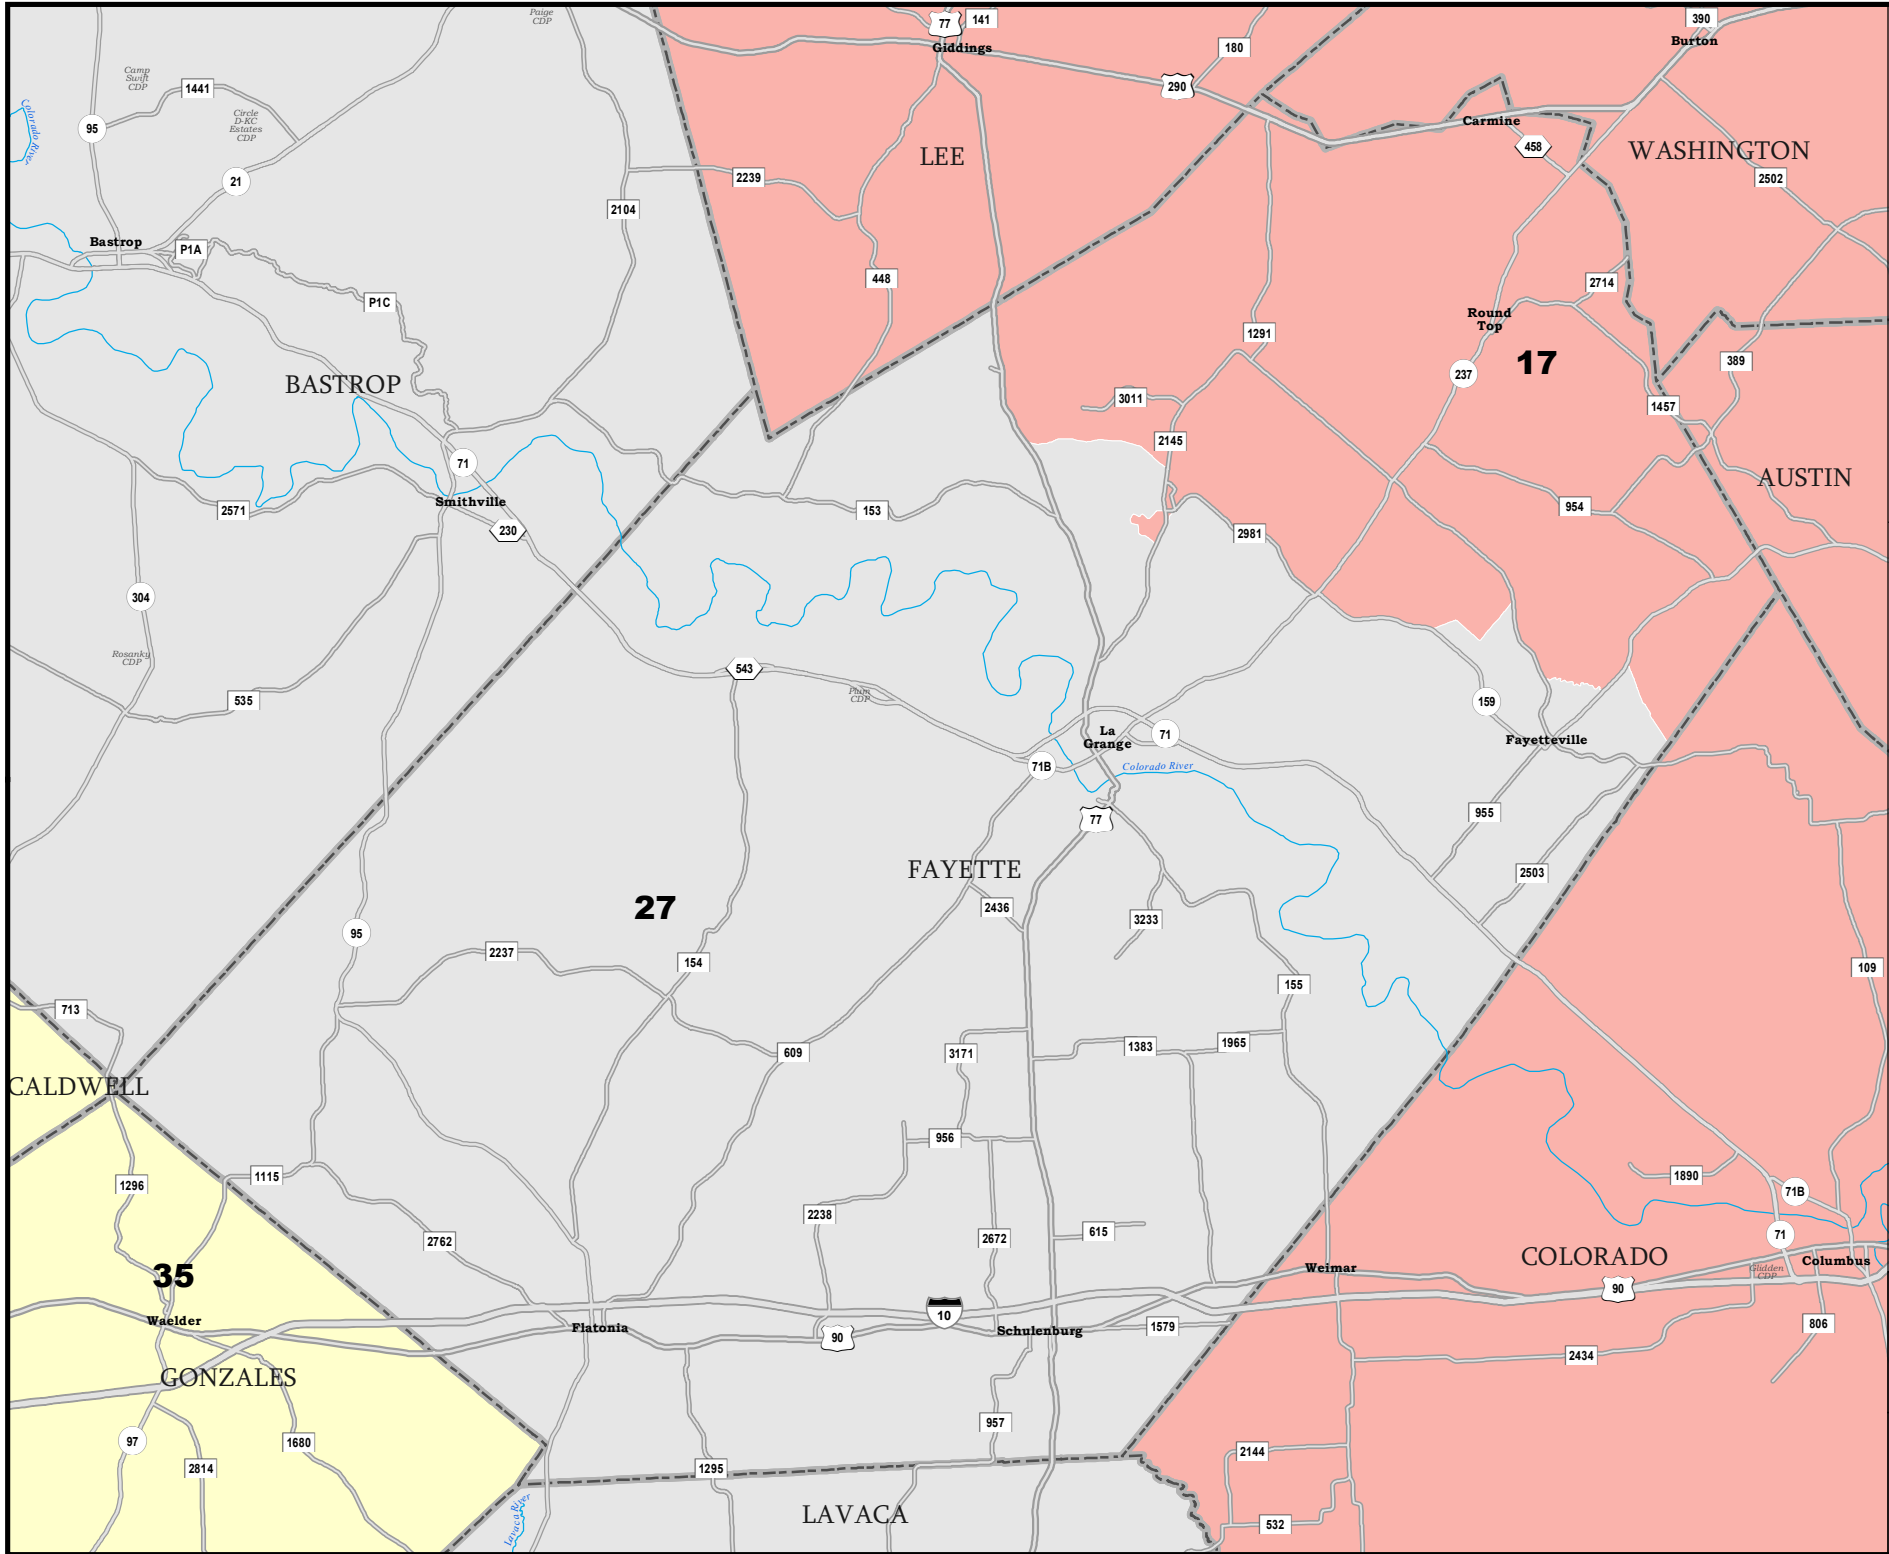 Paige
CDP
77
141
390
Giddings
180
Burton
Camp
Swift
CDP
1441
290
Colorado River
Circle
D-KC
Estates
CDP
95
Carmine
458
LEE
WASHINGTON
2239
2502
21
2104
Bastrop
P1A
448
2714
P1C
Round
Top
1291
17
389
237
BASTROP
3011
1457
2145
71
AUSTIN
Smithville
2571
153
954
230
2981
304
Rosanky
CDP
543
535
Plum
CDP
159
La
Grange
71
Fayetteville
71B
Colorado River
955
77
FAYETTE
2503
27
2436
3233
95
2237
154
109
155
713
609
3171
1383
1965
CALDWELL
956
1296
1115
1890
71B
2238
2762
2672
615
71
COLORADO
35
Weimar
Glidden
CDP
Columbus
90
10
Waelder
Flatonia
90
Schulenburg
1579
806
2434
GONZALES
957
97
1680
2144
2814
1295
Lavaca River
LAVACA
532